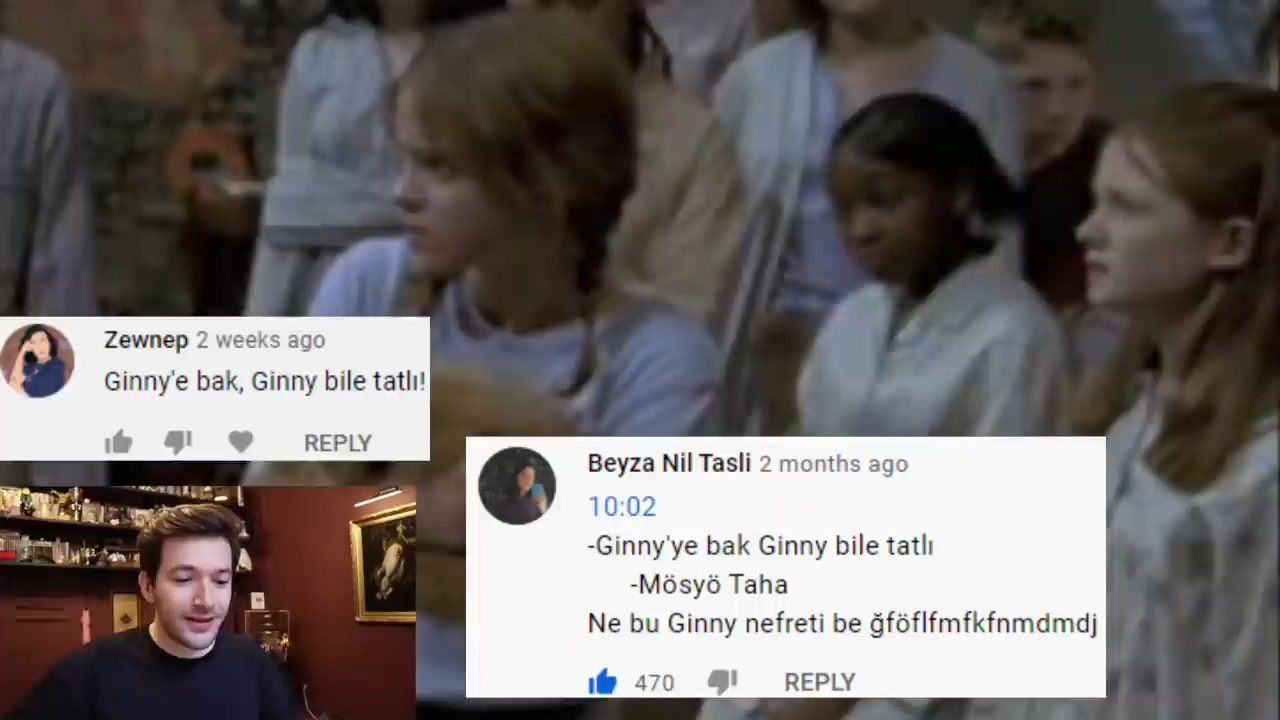 Zewnep 2 weeks ago
Ginny'e bak, Ginny bile tatlı!
REPLY
Beyza Nil Tasli 2 months ago
10:02
-Ginny'ye bak Ginny bile tatlı
-Mösyö Taha
Ne bu Ginny nefreti be ğföflfmfkfnmdmdj
470 REPLY